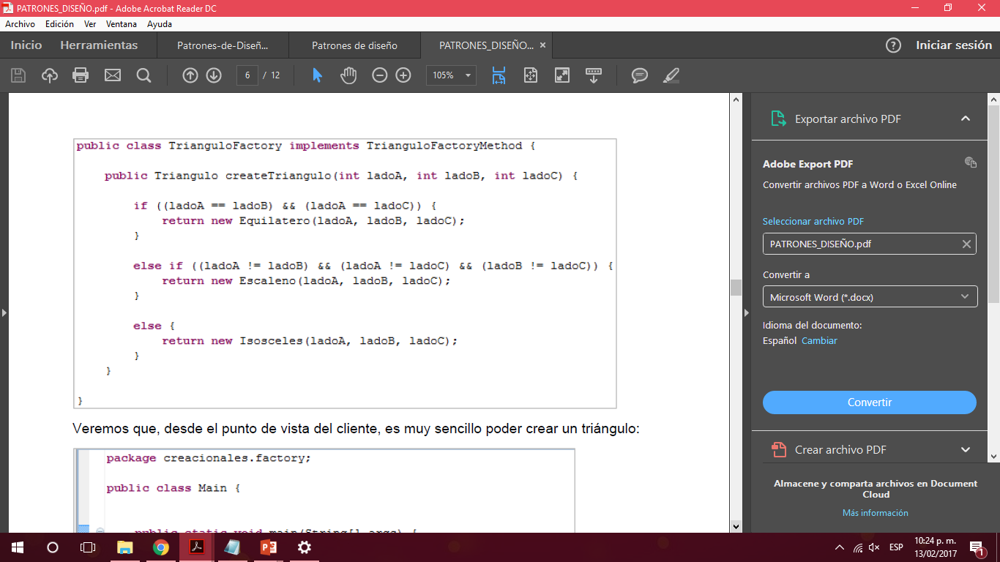 PATRONES_DISEÑO.pdf - Adobe Acrobat Reader DC
Archivo Edición Ver Ventana Ayuda
Inicio Herramientas Patrones-de-Diseñ... Patrones de diseño PATRONES_DISEÑO... × ? Iniciar sesión
6 / 12 105%
public class TrianguloFactory implements TrianguloFactoryMethod {
public Triangulo createTriangulo(int ladoA, int ladoB, int ladoC) {
if ((ladoA == ladoB) && (ladoA == ladoC)) {
return new Equilatero(ladoA, ladoB, ladoC);
}
else if ((ladoA != ladoB) && (ladoA != ladoC) && (ladoB != ladoC)) {
return new Escaleno(ladoA, ladoB, ladoC);
}
else {
return new Isosceles(ladoA, ladoB, ladoC);
}
}
}
Veremos que, desde el punto de vista del cliente, es muy sencillo poder crear un triángulo:
package creacionales.factory;
public class Main {
public static void main(String[] args) {
Exportar archivo PDF
Adobe Export PDF
Convertir archivos PDF a Word o Excel Online
Seleccionar archivo PDF
PATRONES_DISEÑO.pdf
Convertir a
Microsoft Word (*.docx)
Idioma del documento:
Español Cambiar
Convertir
Crear archivo PDF
Almacene y comparta archivos en Document
Cloud
Más información
ESP
10:24 p. m.
13/02/2017
1